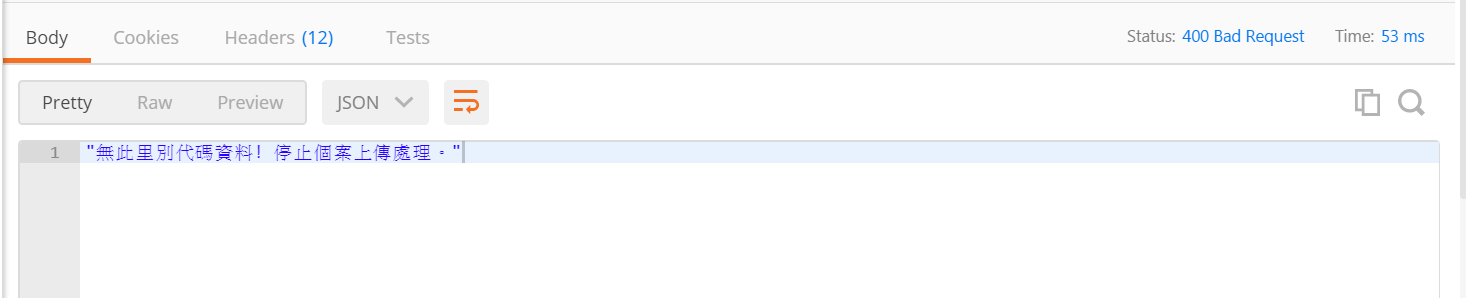 Body Cookies Headers (12) Tests Status: 400 Bad Request Time: 53 ms
Pretty Raw Preview JSON
1 "無此里別代碼資料! 停止個案上傳處理。"